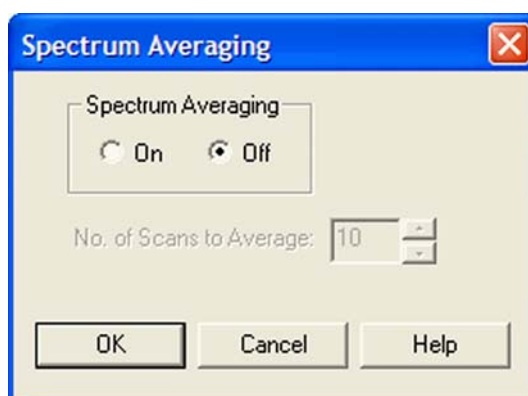 Spectrum Averaging
Spectrum Averaging
On Off
No. of Scans to Average: 10
OK Cancel Help